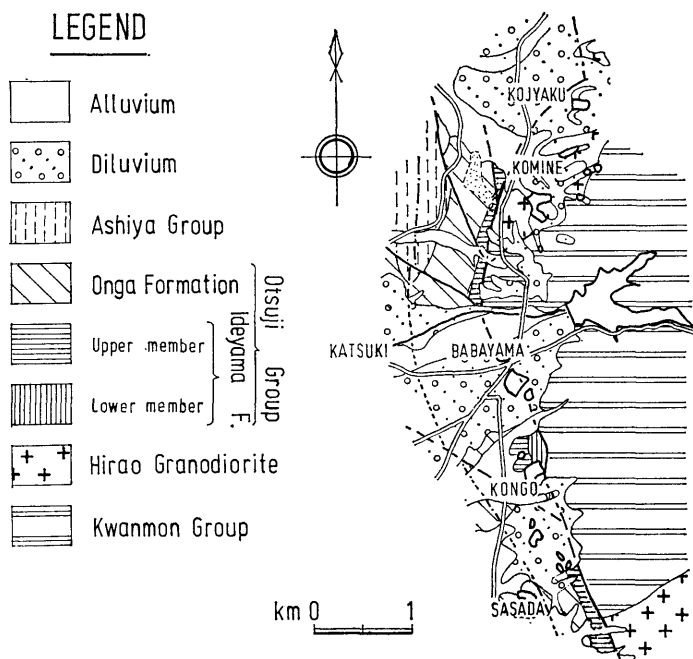 LEGEND
Alluvium
Diluvium
Ashiya Group
Onga Formation
Upper member
Lower member
Ideyama F.
Otsuji Group
Hirao Granodiorite
Kwanmon Group
km 0 1
KOJYAKU
KOMINE
KATSUKI
BABAYAMA
KONGO
SASADA